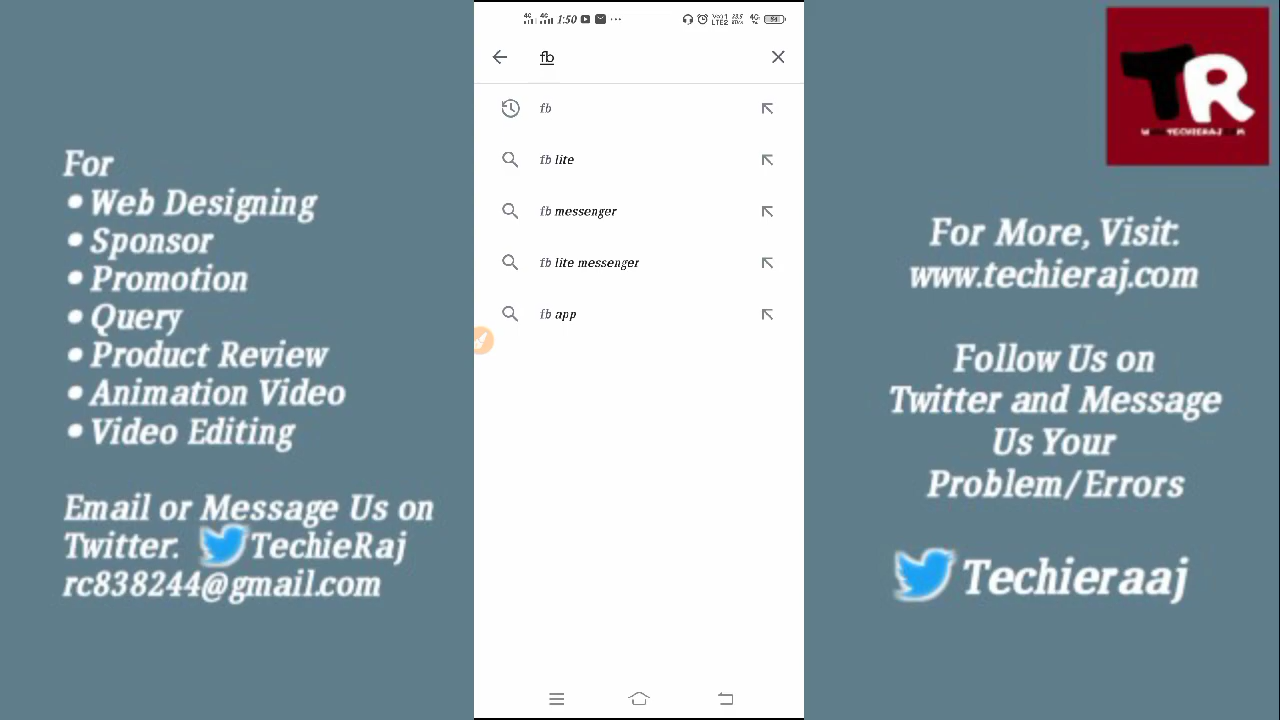 For
• Web Designing
• Sponsor
• Promotion
• Query
• Product Review
• Animation Video
• Video Editing
Email or Message Us on
Twitter. TechieRaj
rc838244@gmail.com
1:50
fb
fb
fb lite
fb messenger
fb lite messenger
fb app
TR
For More, Visit:
www.techieraj.com
Follow Us on
Twitter and Message
Us Your
Problem/Errors
Techieraaj